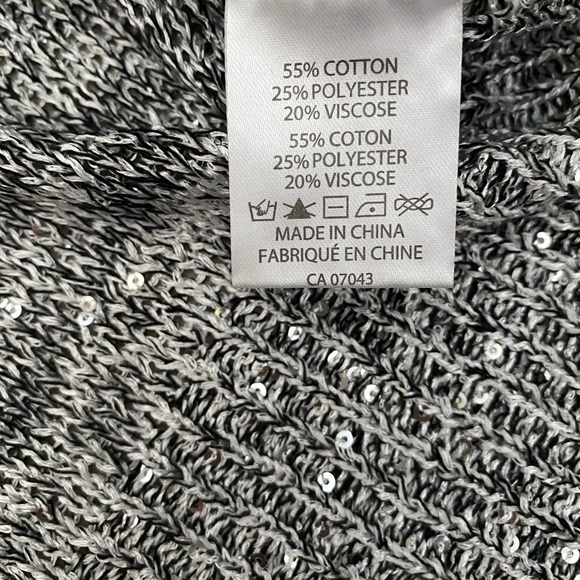 55% COTTON
25% POLYESTER
20% VISCOSE
55% COTON
25% POLYESTER
20% VISCOSE
MADE IN CHINA
FABRIQUÉ EN CHINE
CA 07043